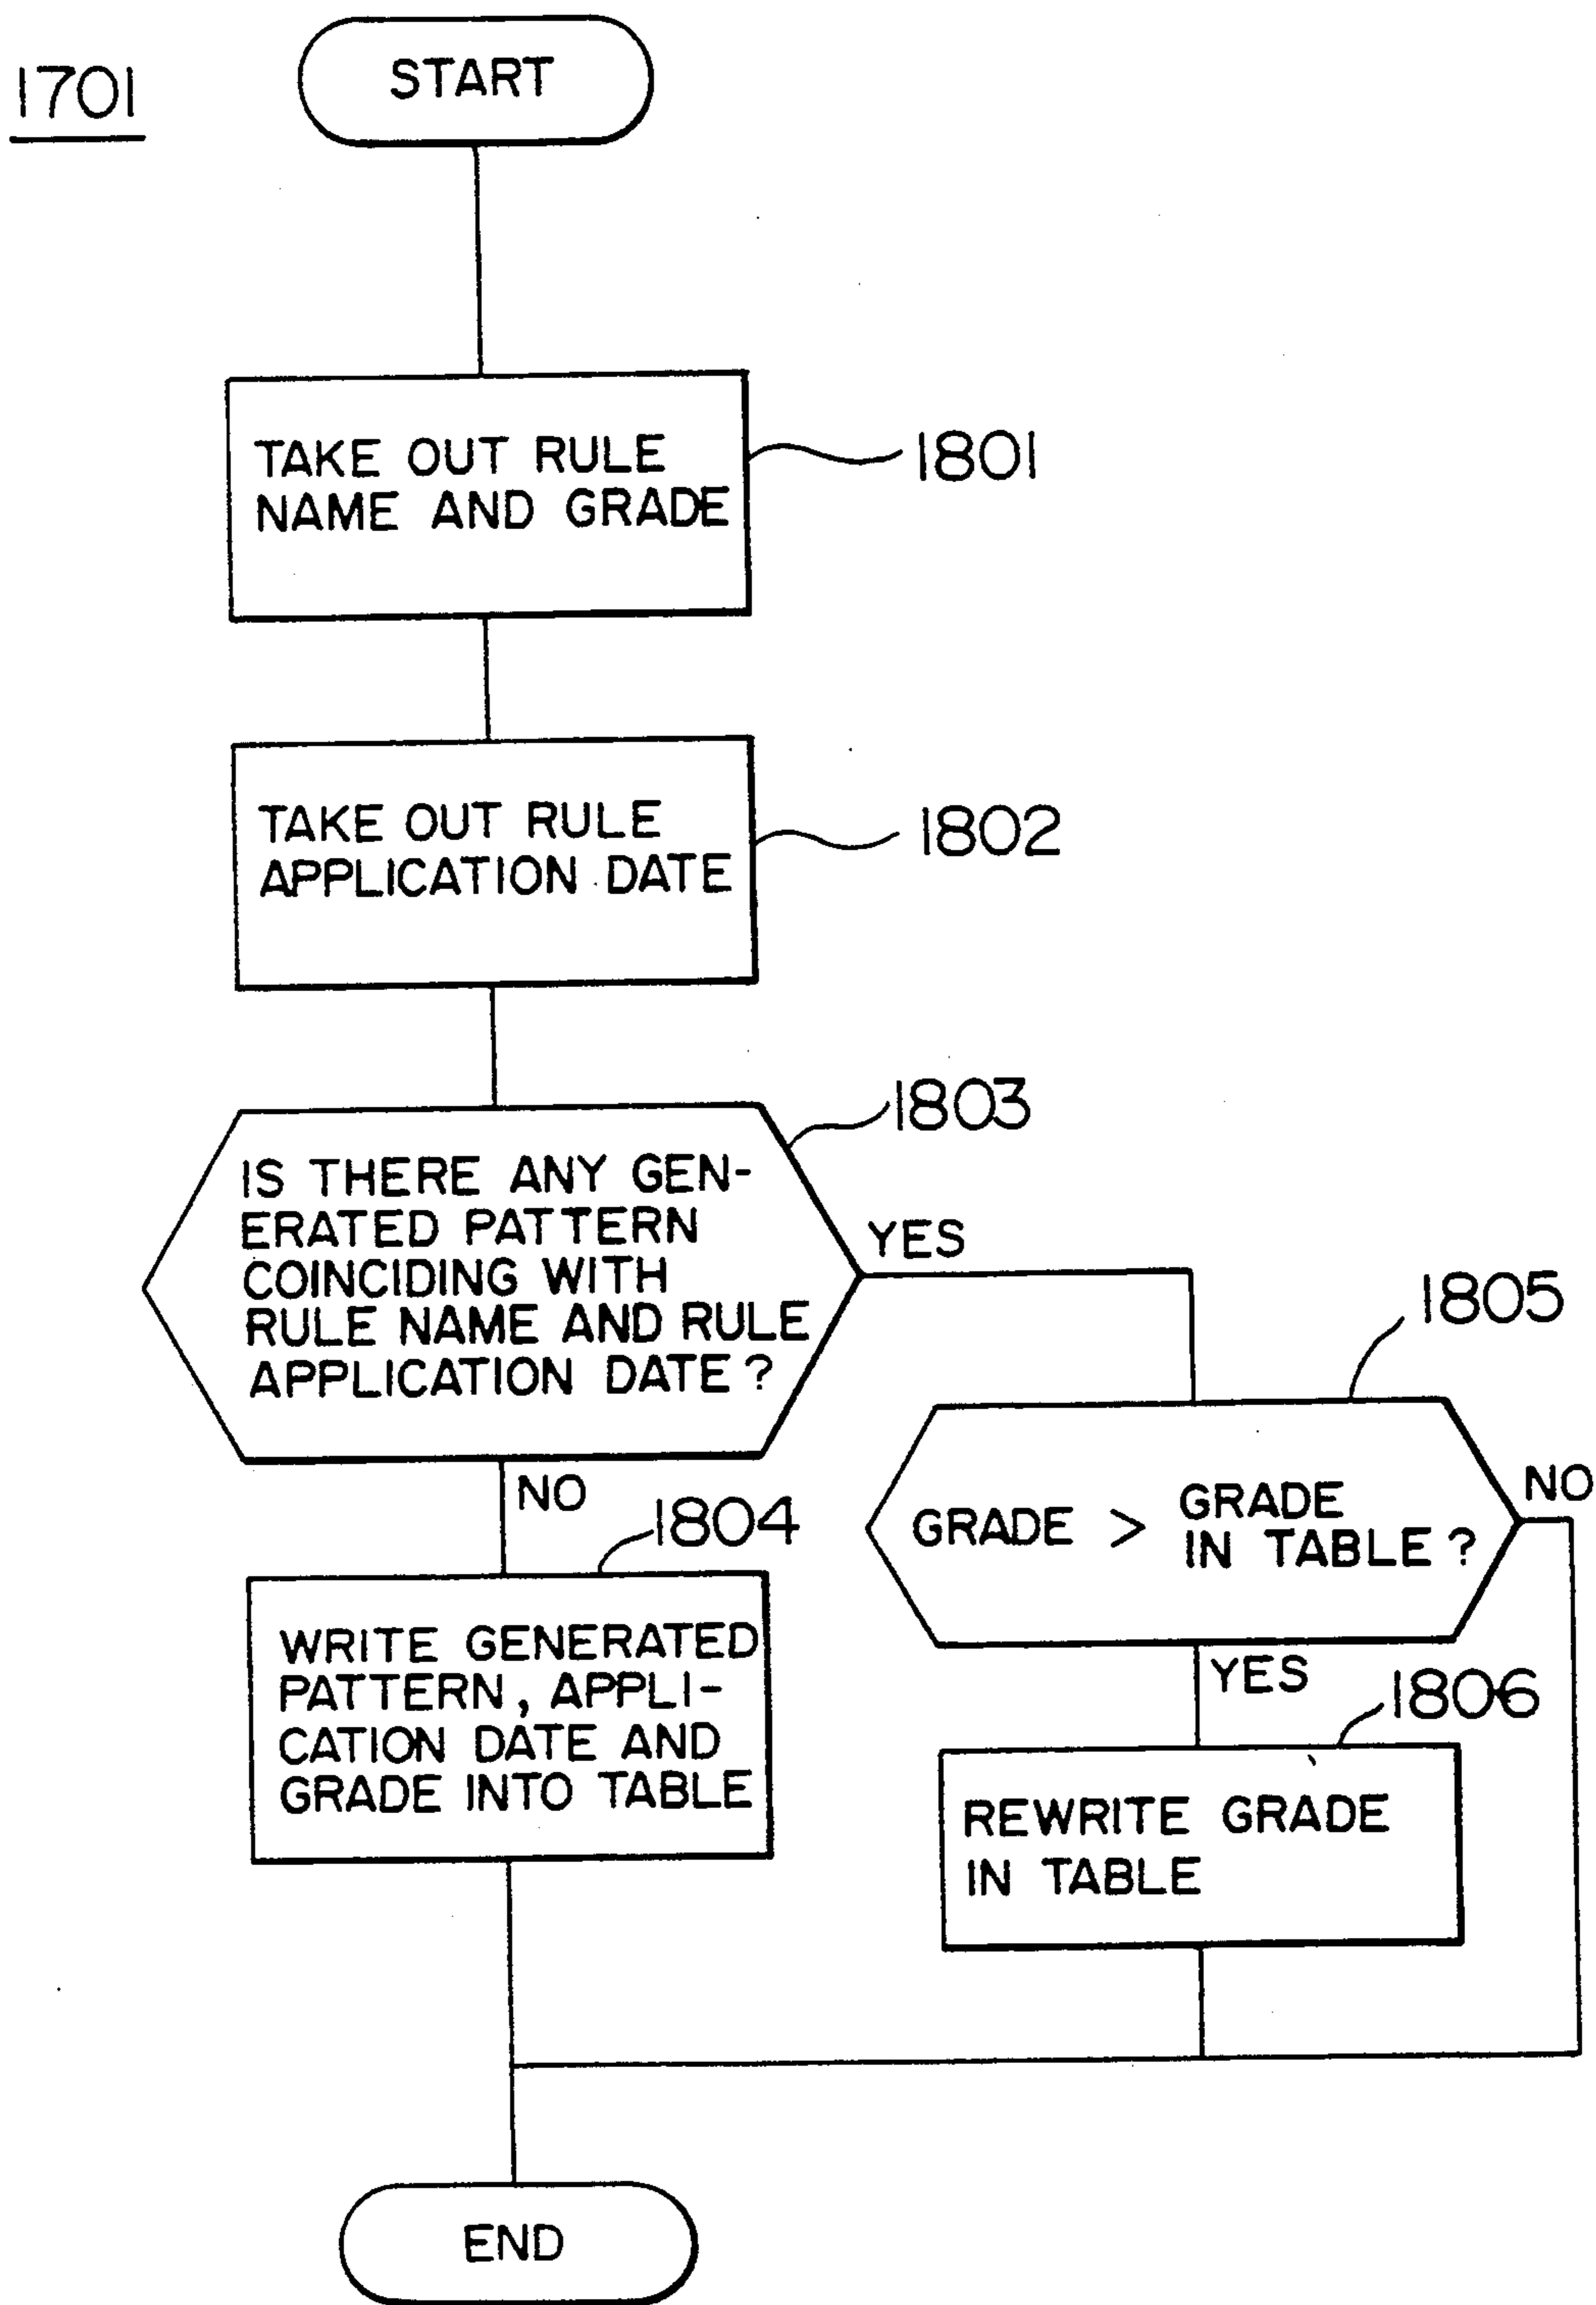 1701
START
TAKE OUT RULE
NAME AND GRADE
1801
TAKE OUT RULE
APPLICATION DATE
1802
1803
IS THERE ANY GEN-
ERATED PATTERN
COINCIDING WITH
RULE NAME AND RULE
APPLICATION DATE?
YES
NO
1804
WRITE GENERATED
PATTERN, APPLI-
CATION DATE AND
GRADE INTO TABLE
1805
GRADE > GRADE
IN TABLE?
NO
YES
1806
REWRITE GRADE
IN TABLE
END